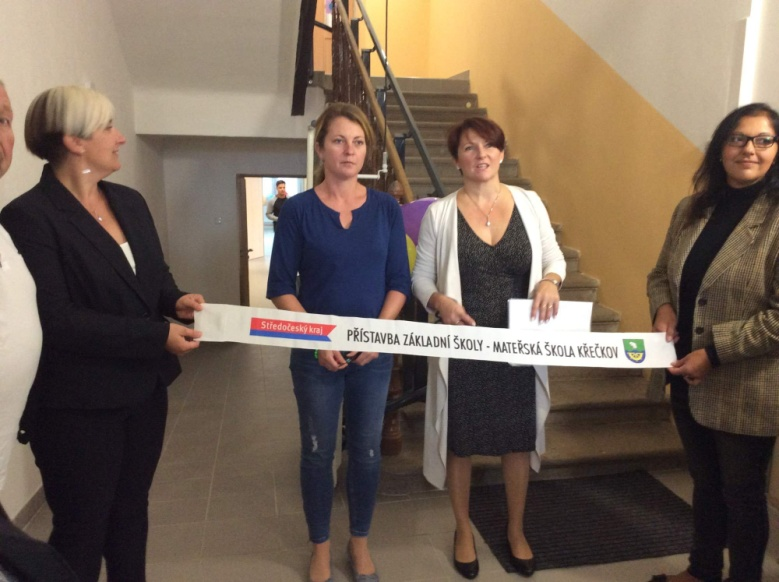 Středočeský kraj PŘÍSTAVBA ZÁKLADNÍ ŠKOLY - MATEŘSKÁ ŠKOLA KŘEČKOV